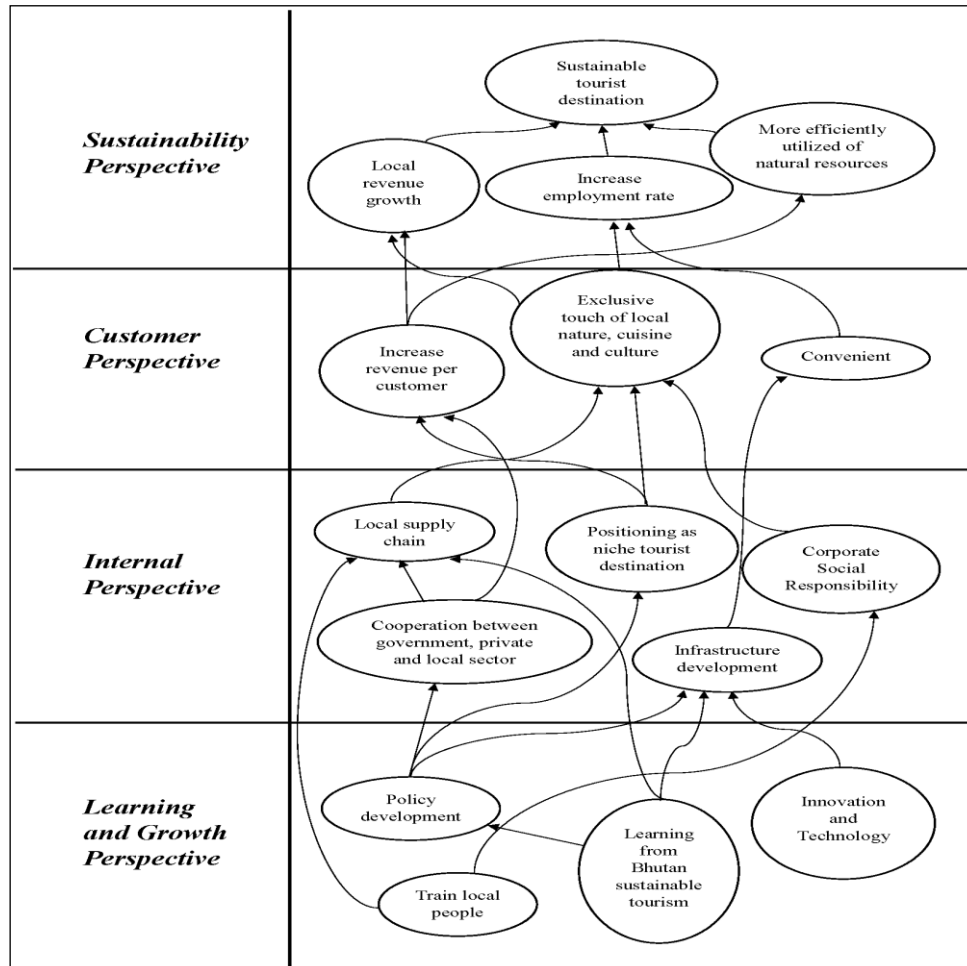 Sustainability
Perspective
Sustainable
tourist
destination
Local
revenue
growth
Increase
employment rate
More efficiently
utilized of
natural resources
Customer
Perspective
Increase
revenue per
customer
Exclusive
touch of local
nature, cuisine
and culture
Convenient
Internal
Perspective
Local supply
chain
Positioning as
niche tourist
destination
Corporate
Social
Responsibility
Cooperation between
government, private
and local sector
Infrastructure
development
Learning
and Growth
Perspective
Policy
development
Learning
from
Bhutan
sustainable
tourism
Innovation
and
Technology
Train local
people